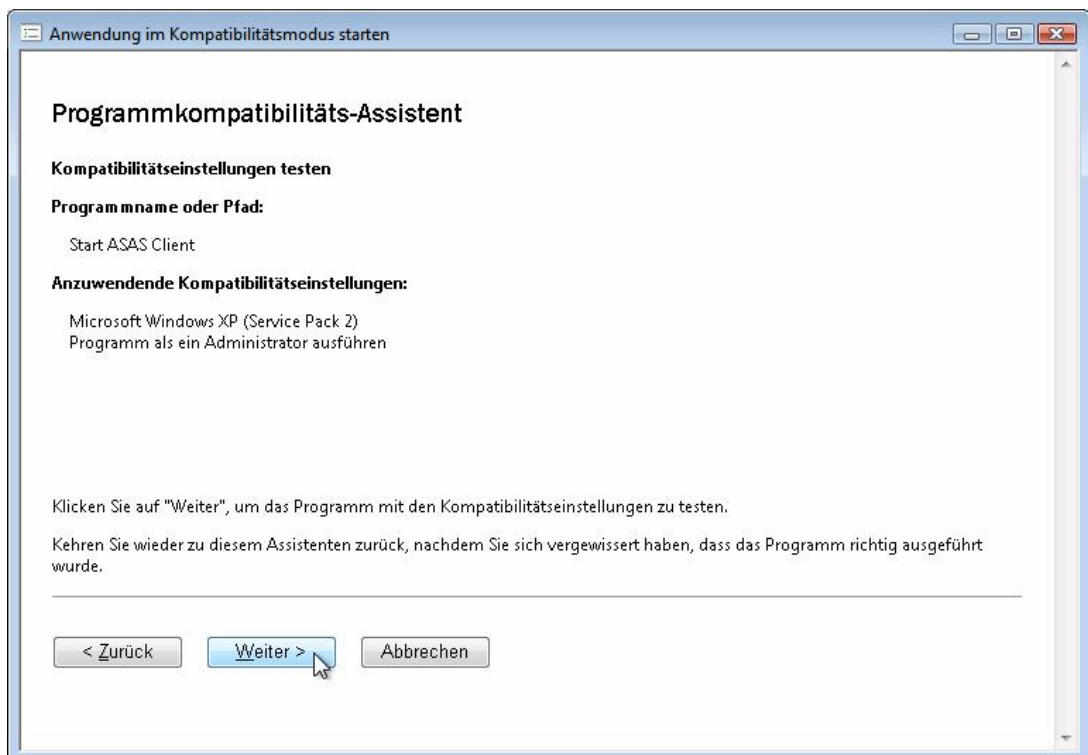 Anwendung im Kompatibilitätsmodus starten
Programmkompatibilitäts-Assistent
Kompatibilitätseinstellungen testen
Programmname oder Pfad:
Start ASAS Client
Anzuwendende Kompatibilitätseinstellungen:
Microsoft Windows XP (Service Pack 2)
Programm als ein Administrator ausführen
Klicken Sie auf "Weiter", um das Programm mit den Kompatibilitätseinstellungen zu testen.
Kehren Sie wieder zu diesem Assistenten zurück, nachdem Sie sich vergewissert haben, dass das Programm richtig ausgeführt
wurde.
< Zurück Weiter > Abbrechen